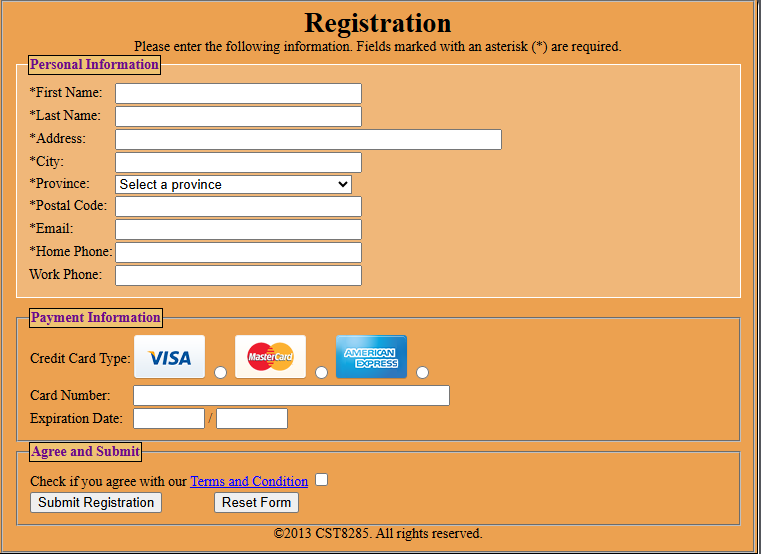 Registration
Please enter the following information. Fields marked with an asterisk (*) are required.
Personal Information
*First Name:
*Last Name:
*Address:
*City:
*Province: Select a province
*Postal Code:
*Email:
*Home Phone:
Work Phone:
Payment Information
Credit Card Type: VISA MasterCard AMERICAN EXPRESS
Card Number:
Expiration Date: /
Agree and Submit
Check if you agree with our Terms and Condition
Submit Registration Reset Form
©2013 CST8285. All rights reserved.